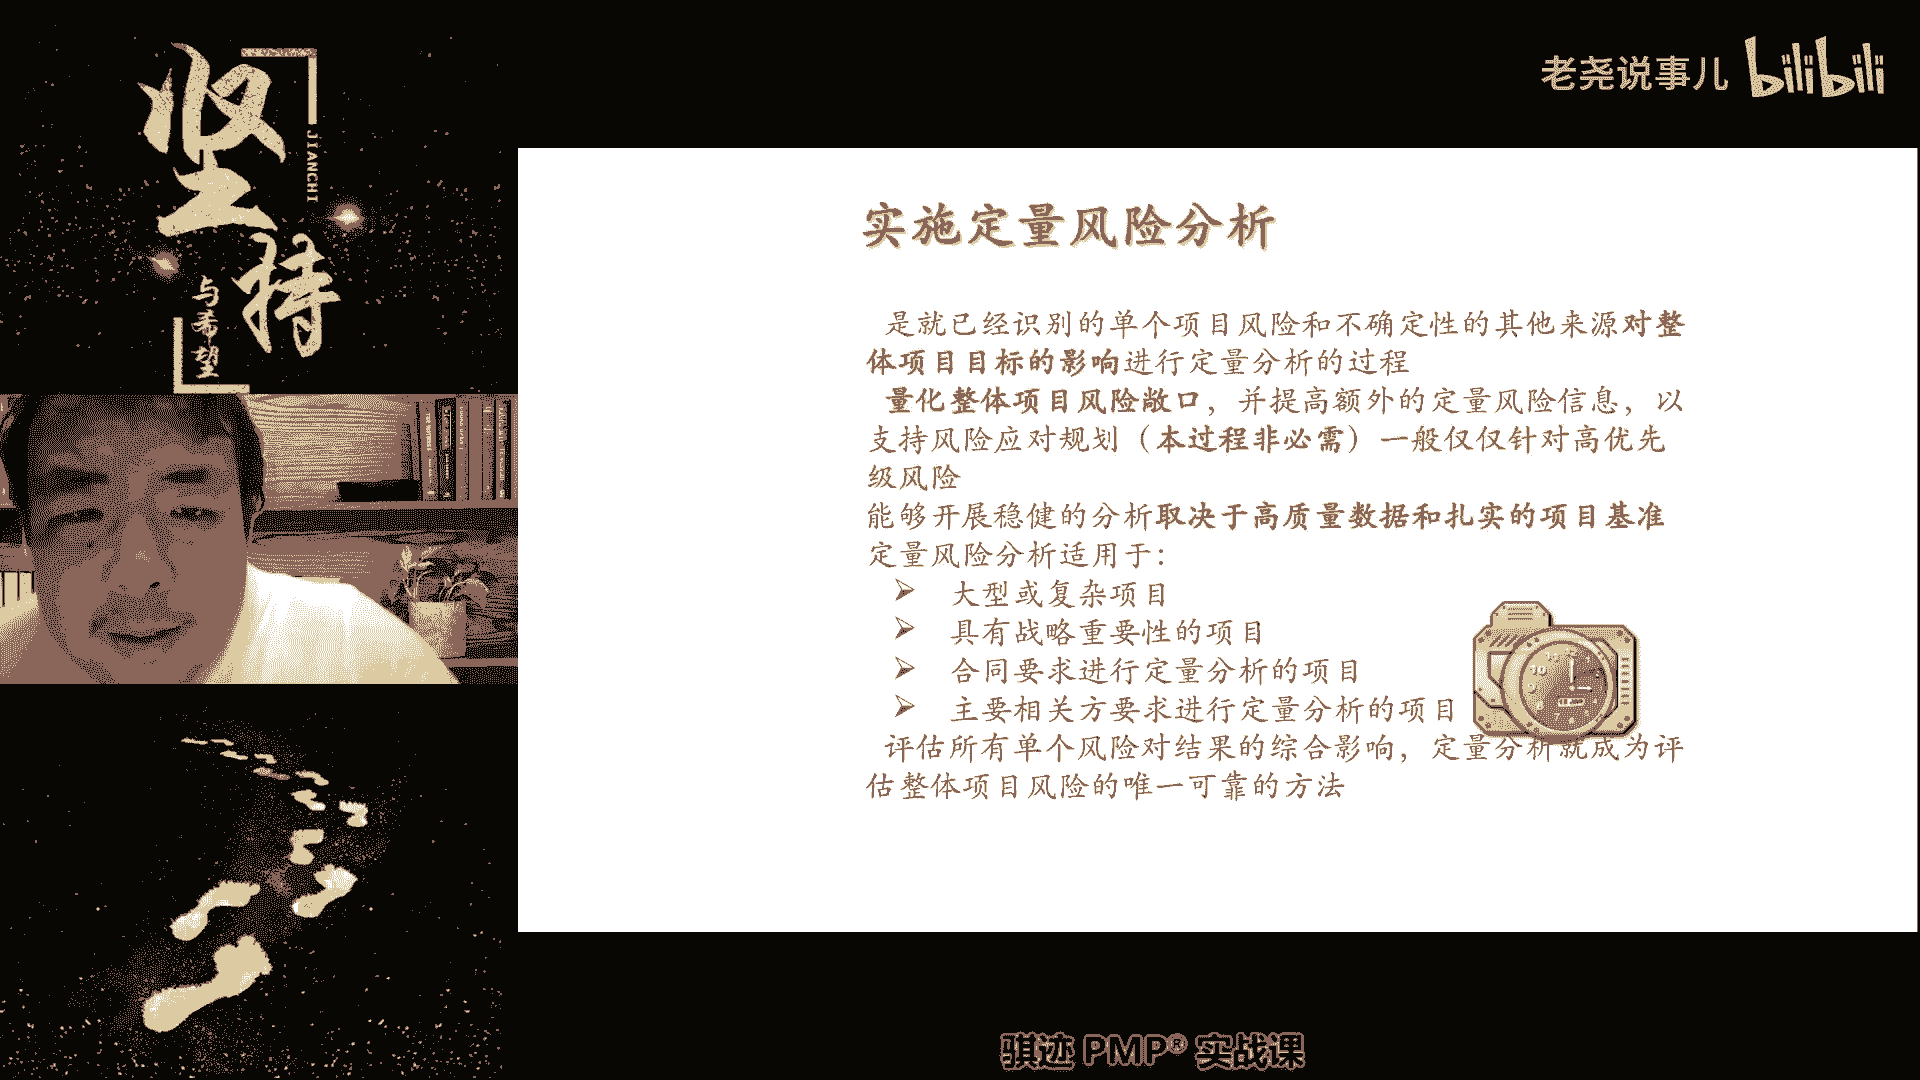 坚持
JIANCHI
与希望
老尧说事儿 bilibili
实施定量风险分析
是就已经识别的单个项目风险和不确定性的其他来源对整
体项目目标的影响进行定量分析的过程
量化整体项目风险敞口，并提高额外的定量风险信息，以
支持风险应对规划（本过程非必需）一般仅仅针对高优先
级风险
能够开展稳健的分析取决于高质量数据和扎实的项目基准
定量风险分析适用于：
➢ 大型或复杂项目
➢ 具有战略重要性的项目
➢ 合同要求进行定量分析的项目
➢ 主要相关方要求进行定量分析的项目
评估所有单个风险对结果的综合影响，定量分析就成为评
估整体项目风险的唯一可靠的方法
骐迹 PMP® 实战课